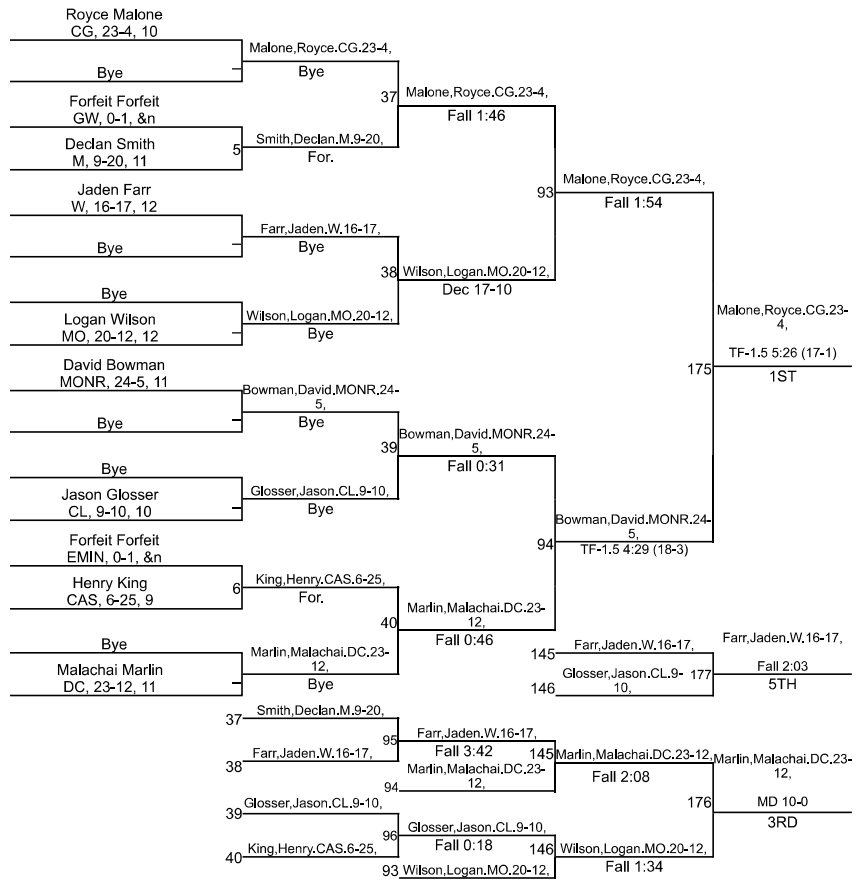 Royce Malone
CG, 23-4, 10
Bye
Forfeit Forfeit
GW, 0-1, &n
Declan Smith
M, 9-20, 11
Jaden Farr
W, 16-17, 12
Bye
Bye
Logan Wilson
MO, 20-12, 12
David Bowman
MONR, 24-5, 11
Bye
Bye
Jason Glosser
CL, 9-10, 10
Forfeit Forfeit
EMIN, 0-1, &n
Henry King
CAS, 6-25, 9
Bye
Malachai Marlin
DC, 23-12, 11
5
6
Malone,Royce.CG.23-4,
Bye
Smith,Declan.M.9-20,
For.
Farr,Jaden.W.16-17,
Bye
Wilson,Logan.MO.20-12,
Bye
Bowman,David.MONR.24-
5,
Bye
Glosser,Jason.CL.9-10,
Bye
King,Henry.CAS.6-25,
For.
Marlin,Malachai.DC.23-
12,
Bye
37
38
39
40
Malone,Royce.CG.23-4,
Fall 1:46
Wilson,Logan.MO.20-12,
Dec 17-10
Bowman,David.MONR.24-
5,
Fall 0:31
Marlin,Malachai.DC.23-
12,
Fall 0:46
93
94
Malone,Royce.CG.23-4,
Fall 1:54
Bowman,David.MONR.24-
5,
TF-1.5 4:29 (18-3)
175
Malone,Royce.CG.23-
4,
TF-1.5 5:26 (17-1)
1ST
145
Farr,Jaden.W.16-17,
146
Glosser,Jason.CL.9-
10,
177
Farr,Jaden.W.16-17,
Fall 2:03
5TH
37
Smith,Declan.M.9-20,
38
Farr,Jaden.W.16-17,
95
Farr,Jaden.W.16-17,
Fall 3:42
94
Marlin,Malachai.DC.23-
12,
145
Marlin,Malachai.DC.23-12,
Fall 2:08
39
Glosser,Jason.CL.9-10,
40
King,Henry.CAS.6-25,
96
Glosser,Jason.CL.9-10,
Fall 0:18
93
Wilson,Logan.MO.20-12,
146
Wilson,Logan.MO.20-12,
Fall 1:34
176
Marlin,Malachai.DC.23-
12,
MD 10-0
3RD